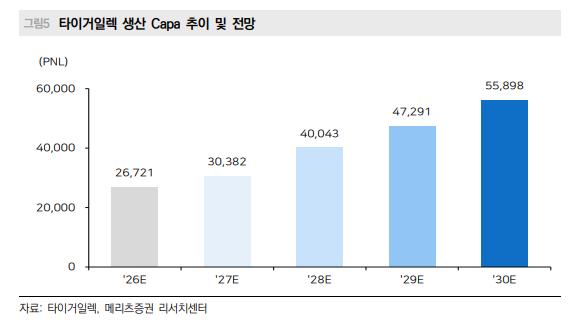 그림5 타이거일렉 생산 Capa 추이 및 전망
(PNL)
60,000
40,000
20,000
0
26,721
30,382
40,043
47,291
55,898
'26E
'27E
'28E
'29E
'30E
자료: 타이거일렉, 메리츠증권 리서치센터